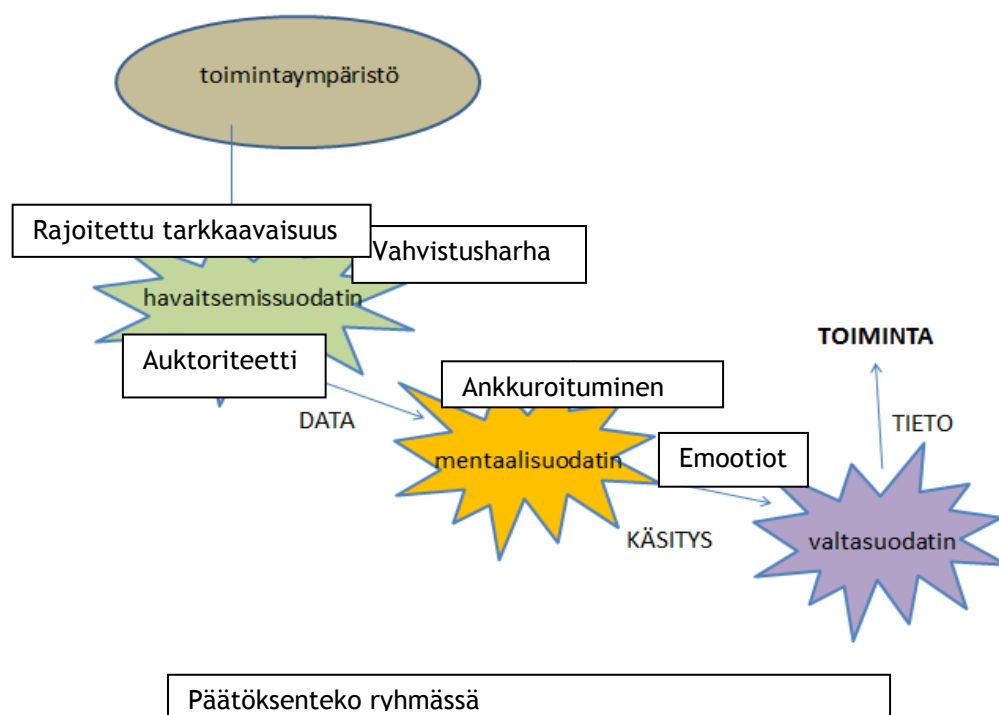 toimintaympäristö
Rajoitettu tarkkaavaisuus
Vahvistusharha
havaitsemissuodatin
Auktoriteetti
DATA
Ankkuroituminen
mentaalisuodatin
Emootiot
KÄSITYS
TOIMINTA
TIETO
valtasuodatin
Päätöksenteko ryhmässä